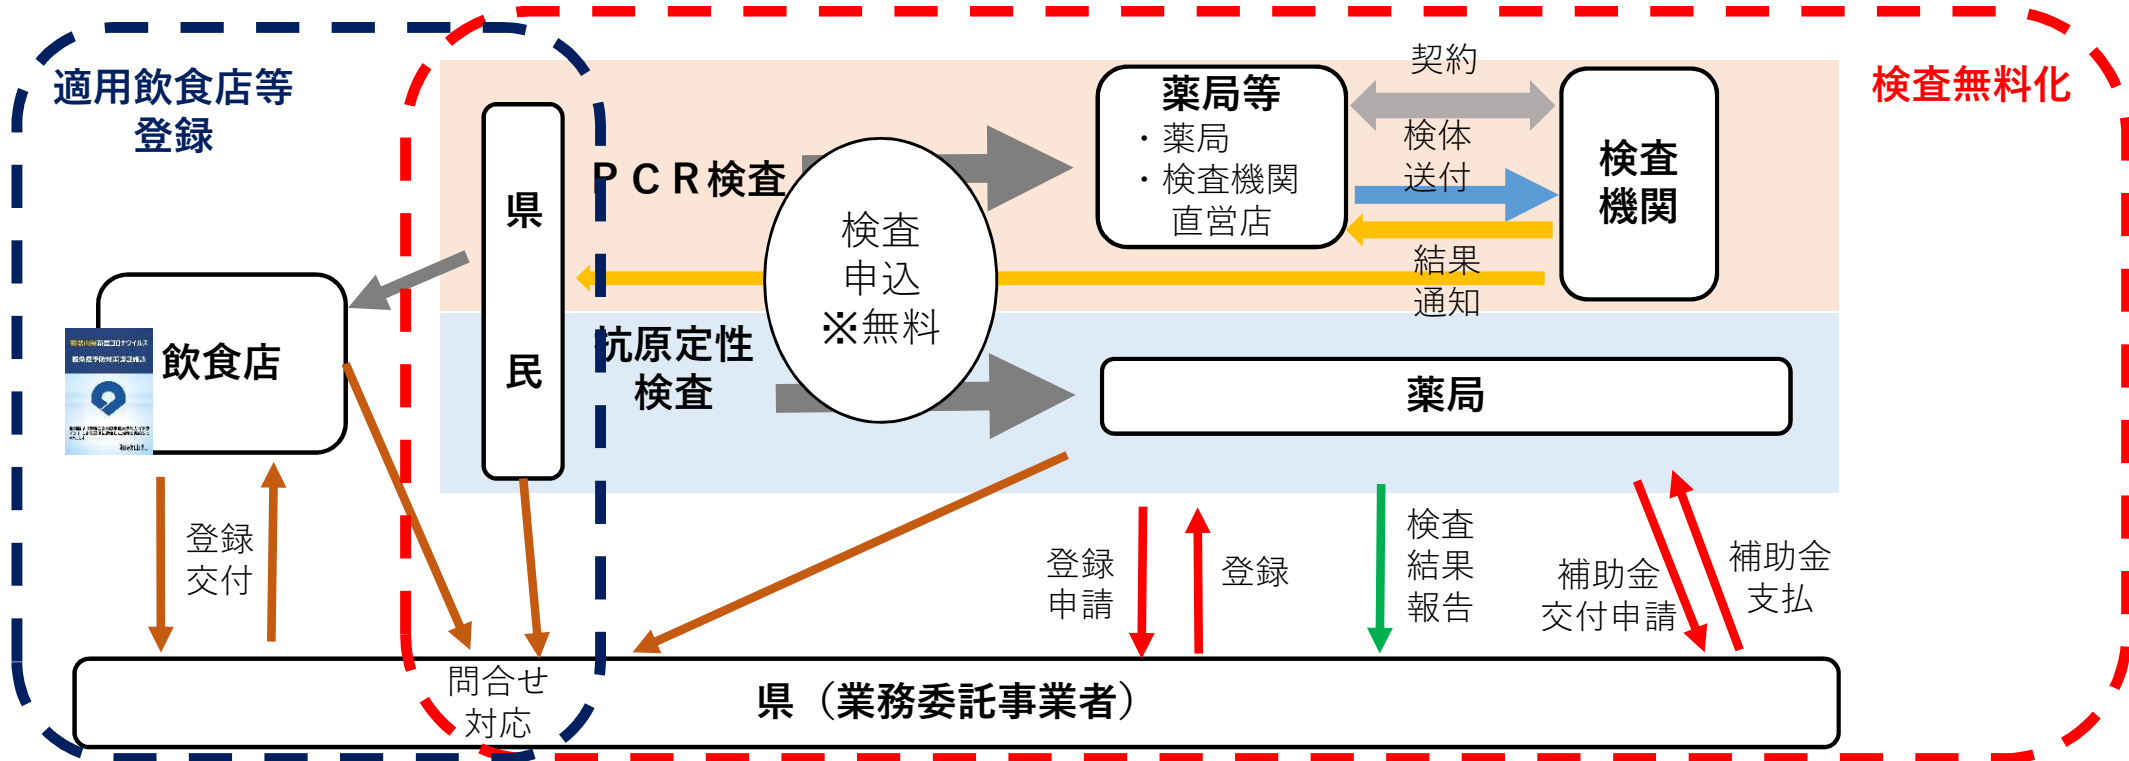 適用飲食店等
登録
検査無料化
県
民
ＰＣＲ検査
検査
申込
※無料
薬局等
・薬局
・検査機関
直営店
契約
検体
送付
結果
通知
検査
機関
抗原定性
検査
薬局
飲食店
登録
交付
問合せ
対応
登録
申請
登録
検査
結果
報告
補助金
交付申請
補助金
支払
県（業務委託事業者）